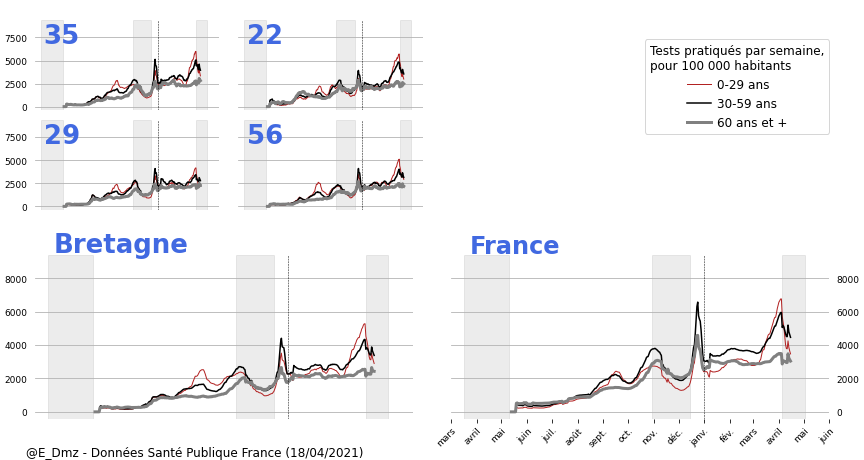 35
22
7500
5000
2500
0
Tests pratiqués par semaine,
pour 100 000 habitants
0-29 ans
30-59 ans
60 ans et +
29
56
7500
5000
2500
0
Bretagne
France
8000
6000
4000
2000
0
8000
6000
4000
2000
0
mars avril mai juin juil. août sept. oct. nov. déc. janv. fév. mars avril mai juin
@E_Dmz - Données Santé Publique France (18/04/2021)